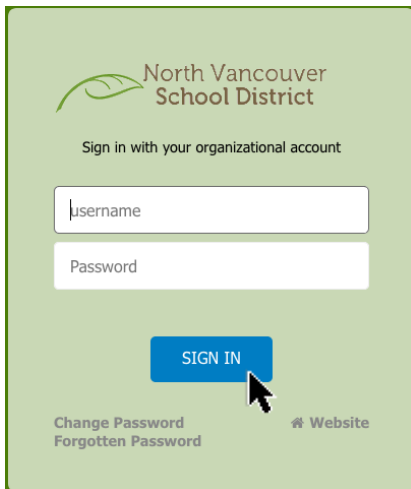 North Vancouver
School District
Sign in with your organizational account
username
Password
SIGN IN
Change Password
Website
Forgotten Password